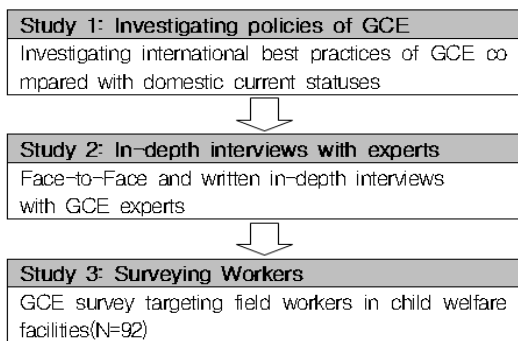 Study 1: Investigating policies of GCE
Investigating international best practices of GCE co
mpared with domestic current statuses
Study 2: In-depth interviews with experts
Face-to-Face and written in-depth interviews
with GCE experts
Study 3: Surveying Workers
GCE survey targeting field workers in child welfare
facilities(N=92)